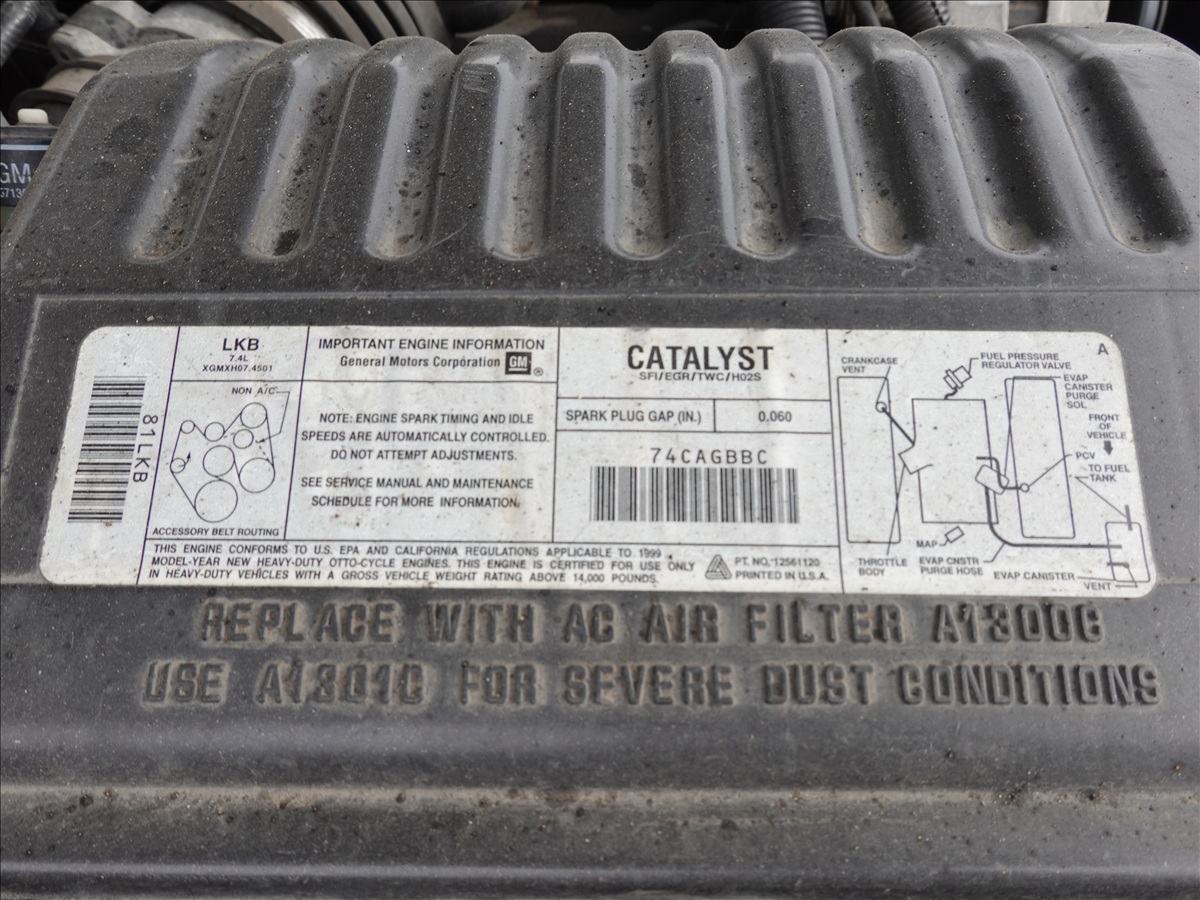 GM
LKB
7.4L
XGMXH07.4501
81LKB
NON A/C
ACCESSORY BELT ROUTING
IMPORTANT ENGINE INFORMATION
General Motors Corporation GM ®
NOTE: ENGINE SPARK TIMING AND IDLE
SPEEDS ARE AUTOMATICALLY CONTROLLED.
DO NOT ATTEMPT ADJUSTMENTS.
SEE SERVICE MANUAL AND MAINTENANCE
SCHEDULE FOR MORE INFORMATION.
CATALYST
SFI/EGR/TWC/HO2S
SPARK PLUG GAP (IN.) 0.060
74CAGBBC
THIS ENGINE CONFORMS TO U.S. EPA AND CALIFORNIA REGULATIONS APPLICABLE TO 1999
MODEL-YEAR NEW HEAVY-DUTY OTTO-CYCLE ENGINES. THIS ENGINE IS CERTIFIED FOR USE ONLY
IN HEAVY-DUTY VEHICLES WITH A GROSS VEHICLE WEIGHT RATING ABOVE 14,000 POUNDS.
PT. NO. 12561120
PRINTED IN U.S.A.
A
CRANKCASE
VENT
FUEL PRESSURE
REGULATOR VALVE
EVAP
CANISTER
PURGE
SOL
FRONT
OF
VEHICLE
PCV
TO FUEL
TANK
MAP
THROTTLE
BODY
EVAP CNSTR
PURGE HOSE
EVAP CANISTER
VENT
REPLACE WITH AC AIR FILTER A1300C
USE A1301C FOR SEVERE DUST CONDITIONS